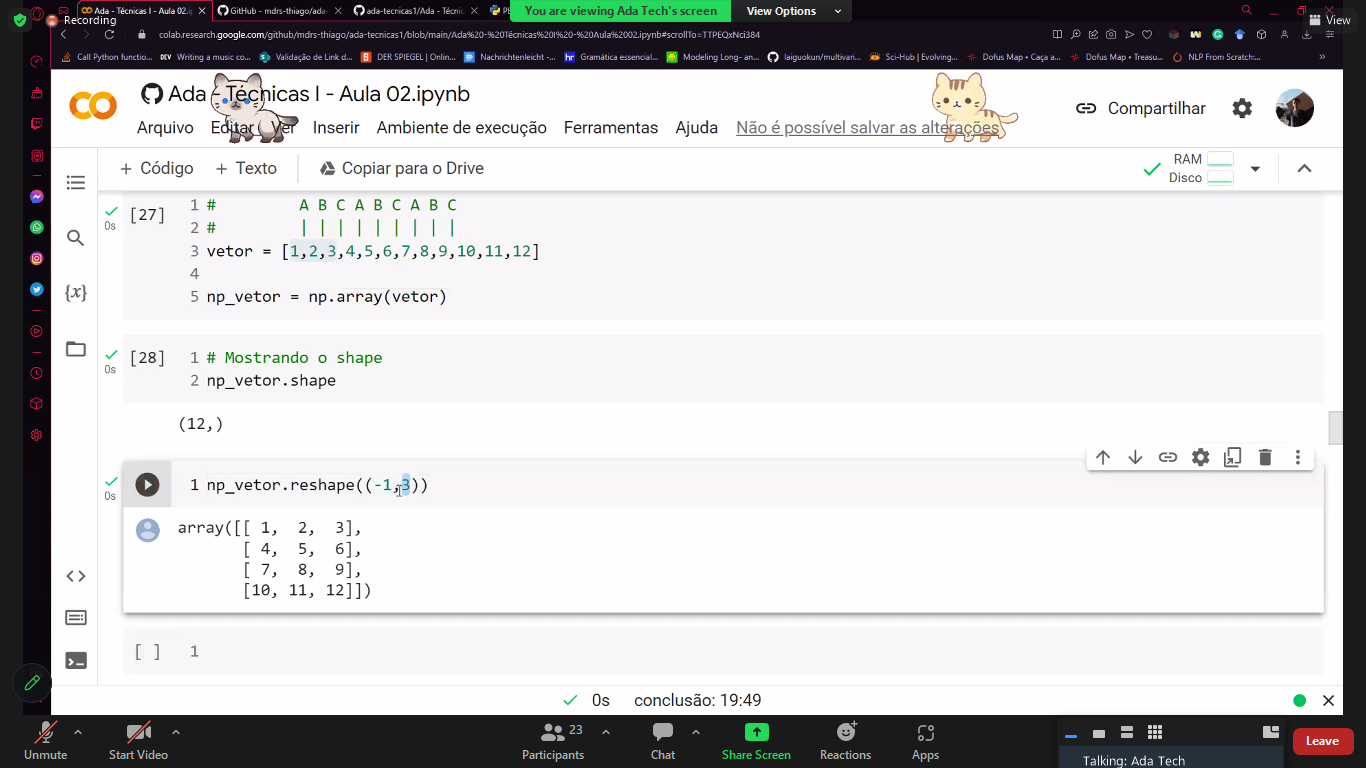 Recording
Ada - Técnicas I - Aula 02.ip
GitHub - mdrs-thiago/ada-
ada-tecnicas1/Ada - Técnic
You are viewing Ada Tech's screen
View Options
View
colab.research.google.com/github/mdrs-thiago/ada-tecnicas1/blob/main/Ada%20-%20Técnicas%20I%20-%20Aula%2002.ipynb#scrollTo=TTPEQxNci384
Call Python function...
DEV Writing a music co...
Validação de Link d...
DER SPIEGEL | Onlin...
Nachrichtenleicht -...
hr Gramática essencial...
Modeling Long- an...
laiguokun/multivari...
Sci-Hub | Evolving...
Dofus Map • Caça a...
Dofus Map • Treasu...
NLP From Scratch:...
»
Ada - Técnicas I - Aula 02.ipynb
Compartilhar
Arquivo Editar Ver Inserir Ambiente de execução Ferramentas Ajuda Não é possível salvar as alterações
+ Código + Texto Copiar para o Drive
RAM
Disco
[27]
0s
1 # A B C A B C A B C
2 # | | | | | | | | |
3 vetor = [1,2,3,4,5,6,7,8,9,10,11,12]
4
5 np_vetor = np.array(vetor)
[28]
0s
1 # Mostrando o shape
2 np_vetor.shape
(12,)
0s
1 np_vetor.reshape((-1,3))
array([[ 1, 2, 3],
[ 4, 5, 6],
[ 7, 8, 9],
[10, 11, 12]])
[ ] 1
{x}
0s conclusão: 19:49
Unmute
Start Video
Participants
23
Chat
Share Screen
Reactions
Apps
Talking: Ada Tech
Leave